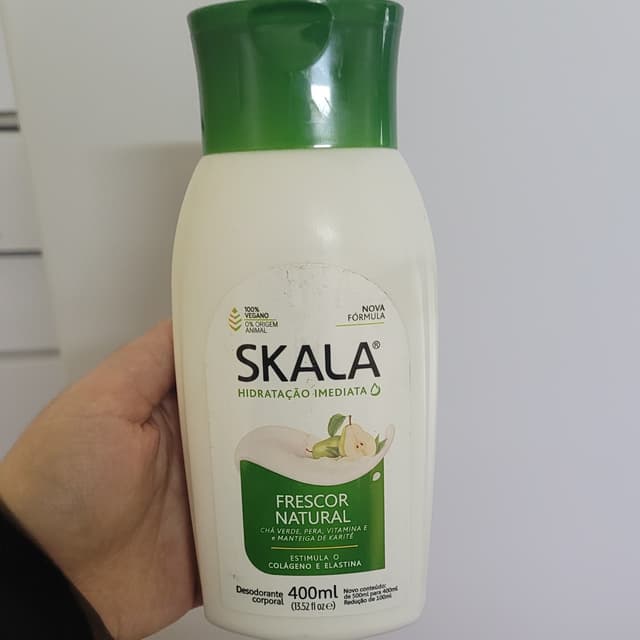 100%
VEGANO
0% ORIGEM
ANIMAL
NOVA
FÓRMULA
SKALA®
HIDRATAÇÃO IMEDIATA
FRESCOR
NATURAL
CHÁ VERDE, PERA, VITAMINA E
e MANTEIGA DE KARITÉ
ESTIMULA O
COLÁGENO E ELASTINA
Desodorante
corporal
400ml
(13.52 fl oz e)
Novo conteúdo:
de 500ml para 400ml
Redução de 100ml